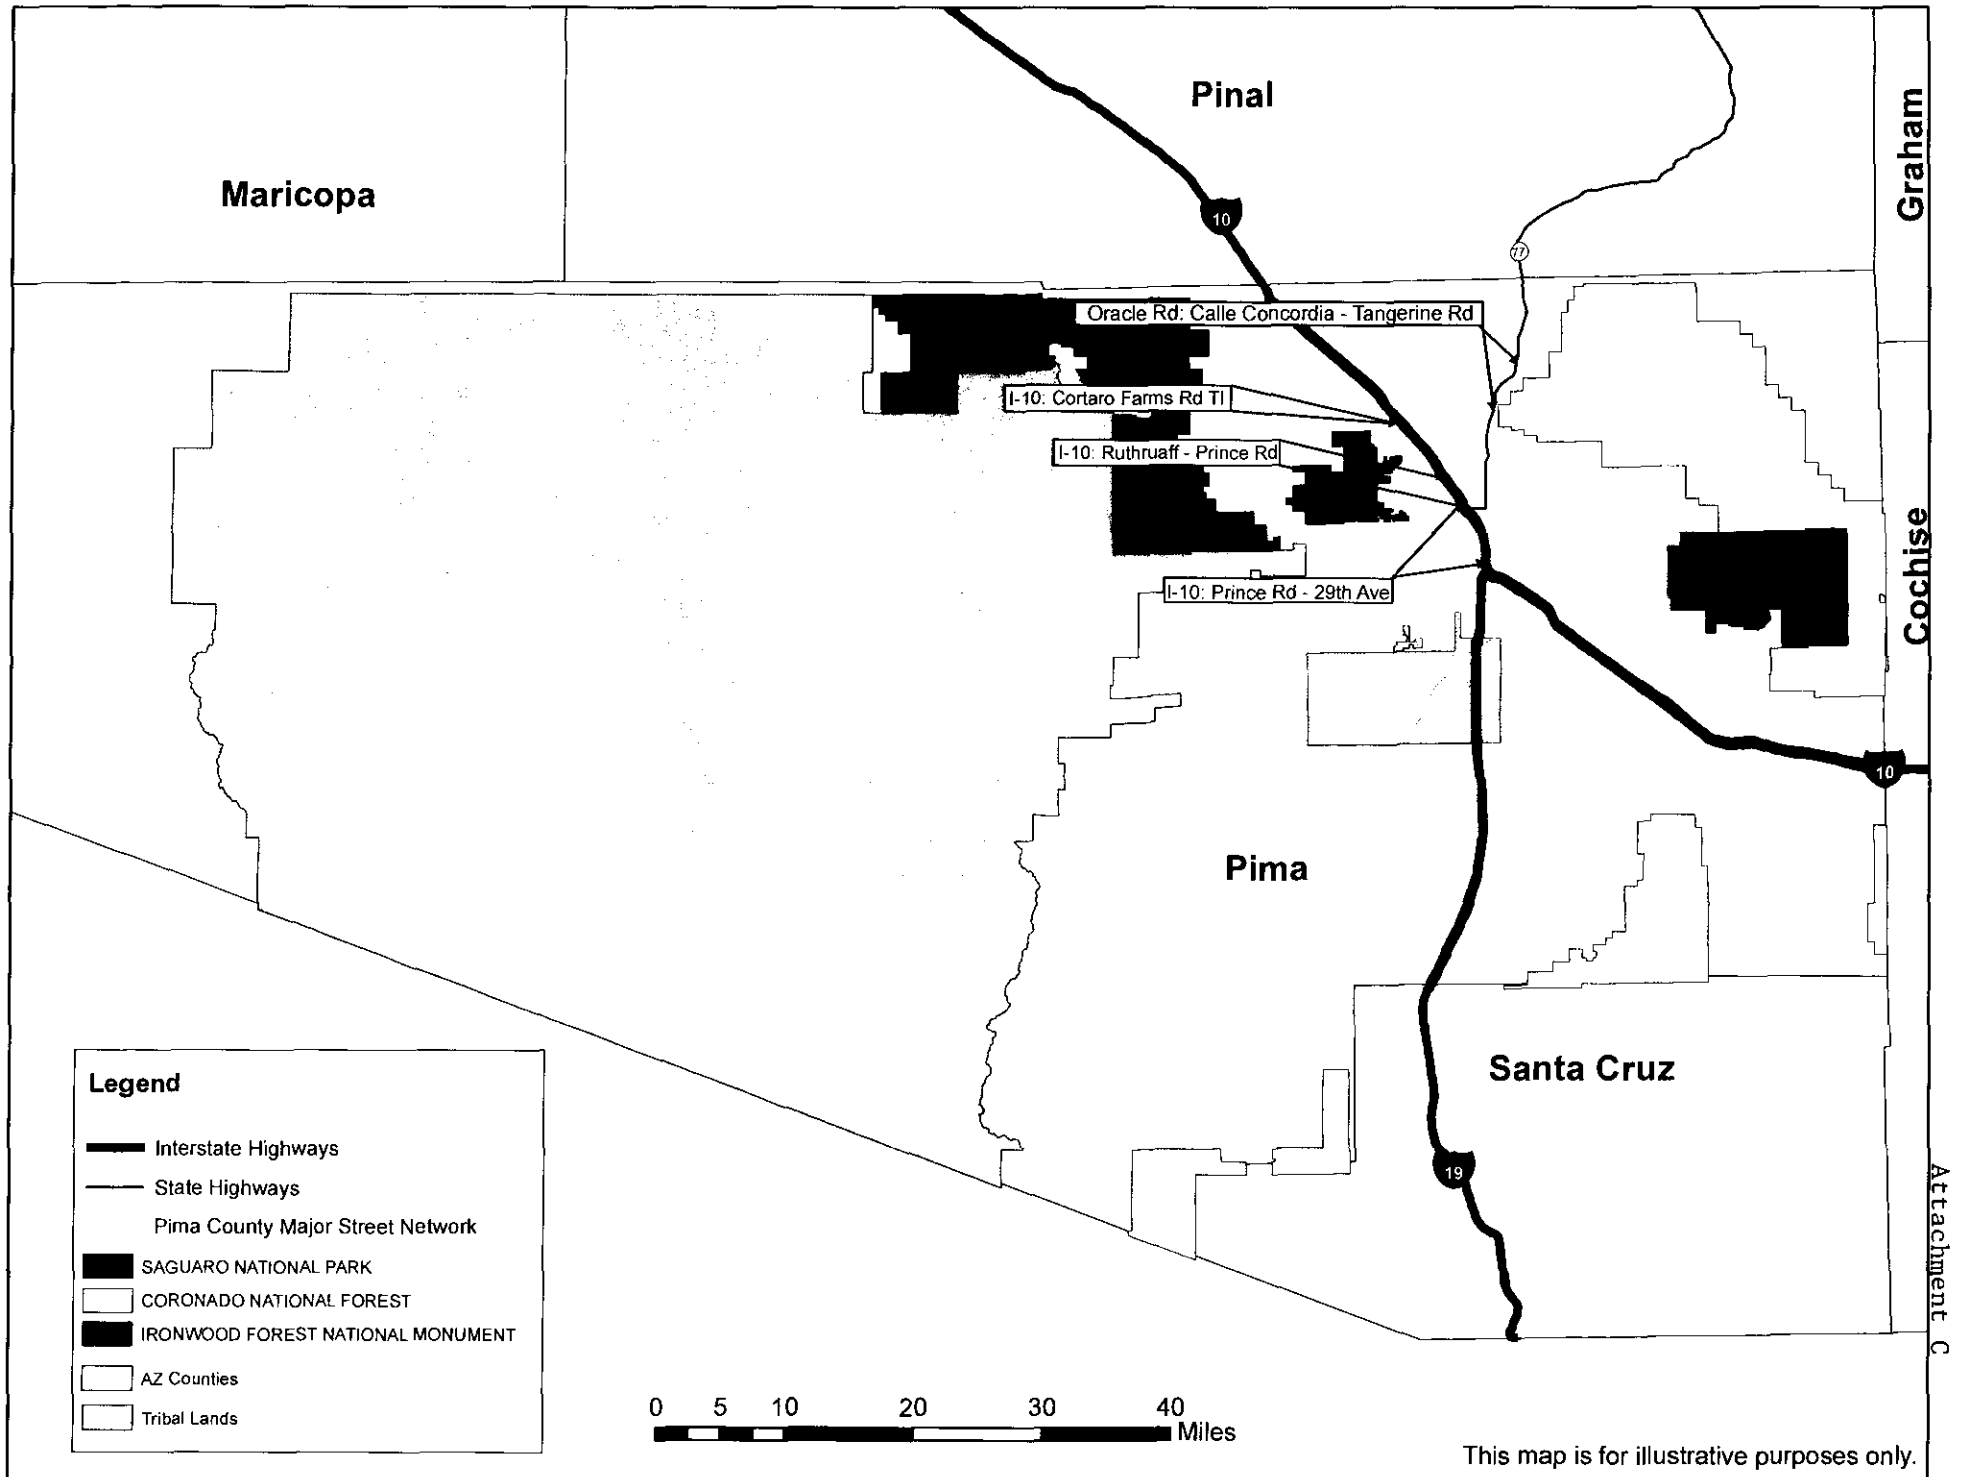 Pinal
Maricopa
Graham
10
77
Oracle Rd: Calle Concordia - Tangerine Rd
I-10: Cortaro Farms Rd TI
I-10: Ruthruaff - Prince Rd
I-10: Prince Rd - 29th Ave
Cochise
10
Pima
Santa Cruz
19
Legend
Interstate Highways
State Highways
Pima County Major Street Network
SAGUARO NATIONAL PARK
CORONADO NATIONAL FOREST
IRONWOOD FOREST NATIONAL MONUMENT
AZ Counties
Tribal Lands
0 5 10 20 30 40
Miles
Attachment C
This map is for illustrative purposes only.